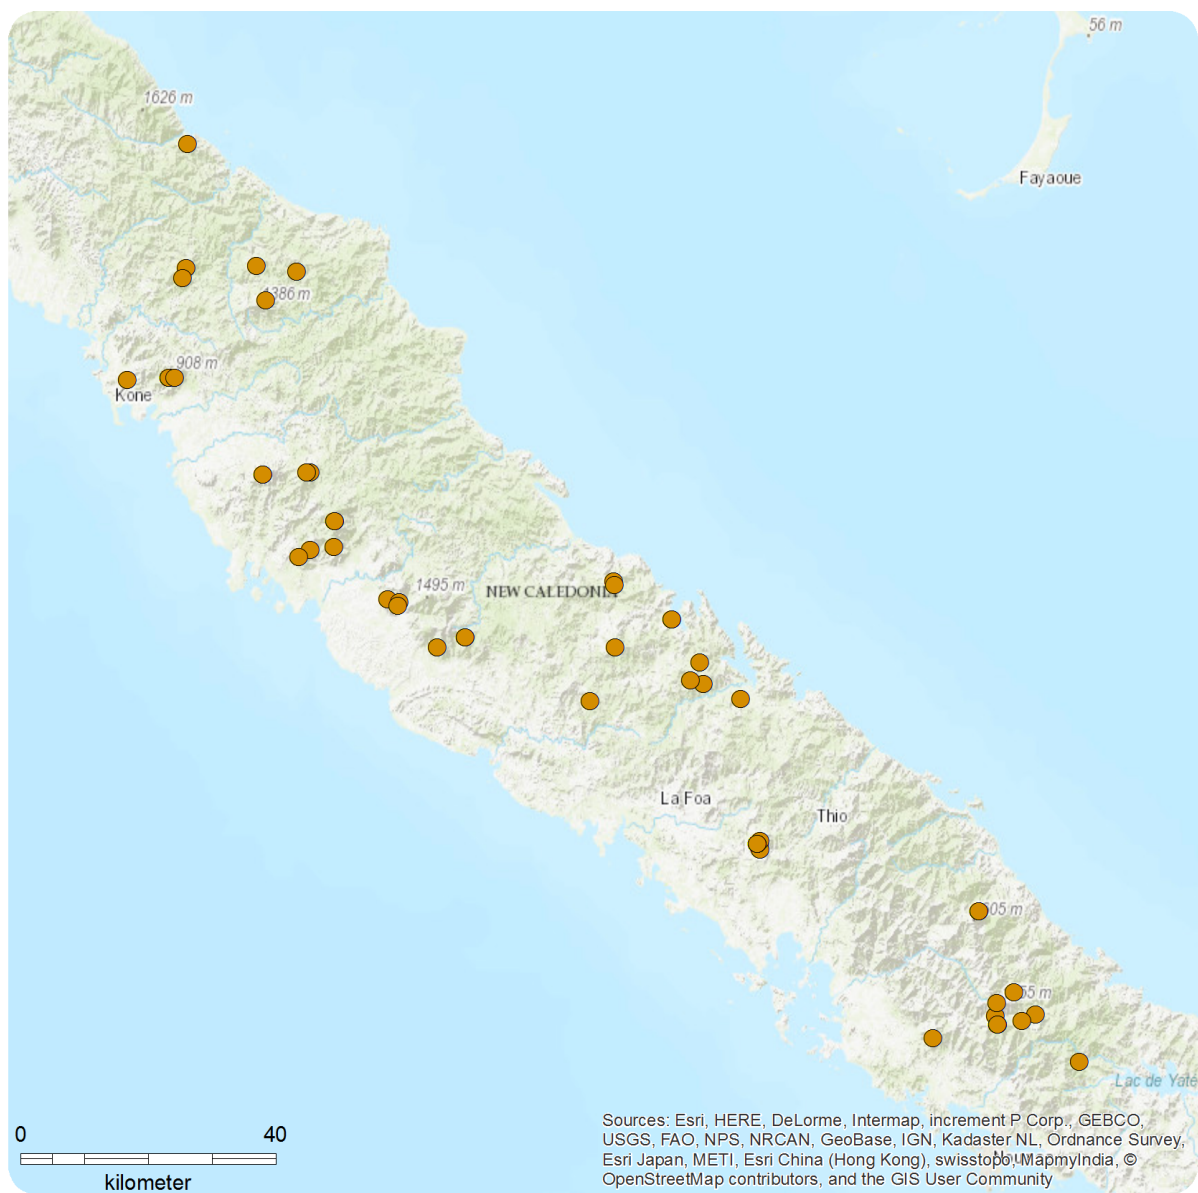 56 m
1626 m
Fayaoue
1386 m
908 m
Kone
1495 m
NEW CALEDONIA
La Foa
Thio
605 m
55 m
Lac de Yaté
0 40
kilometer
Sources: Esri, HERE, DeLorme, Intermap, increment P Corp., GEBCO,
USGS, FAO, NPS, NRCAN, GeoBase, IGN, Kadaster NL, Ordnance Survey,
Esri Japan, METI, Esri China (Hong Kong), swisstopo, MapmyIndia, ©
OpenStreetMap contributors, and the GIS User Community